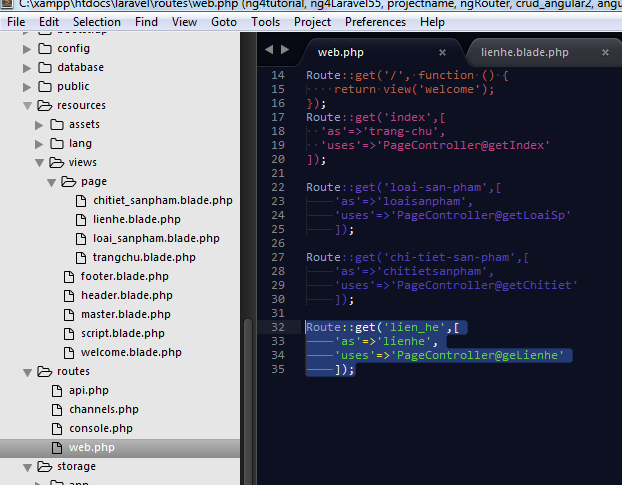 C:\xampp\htdocs\laravel\routes\web.php (ng4tutorial, ng4Laravel55, projectname, ngRouter, crud_angular2, angu
File Edit Selection Find View Goto Tools Project Preferences Help
bootstrap
config
database
public
resources
assets
lang
views
page
chitiet_sanpham.blade.php
lienhe.blade.php
loai_sanpham.blade.php
trangchu.blade.php
footer.blade.php
header.blade.php
master.blade.php
script.blade.php
welcome.blade.php
routes
api.php
channels.php
console.php
web.php
storage
app
web.php × lienhe.blade.php ×
14 Route::get('/', function () {
15 return view('welcome');
16 });
17 Route::get('index',[
18 'as'=>'trang-chu',
19 'uses'=>'PageController@getIndex'
20 ]);
21
22 Route::get('loai-san-pham',[
23 'as'=>'loaisanpham',
24 'uses'=>'PageController@getLoaiSp'
25 ]);
26
27 Route::get('chi-tiet-san-pham',[
28 'as'=>'chitietsanpham',
29 'uses'=>'PageController@getChitiet'
30 ]);
31
32 Route::get('lien_he',[
33 'as'=>'lienhe',
34 'uses'=>'PageController@geLienhe'
35 ]);